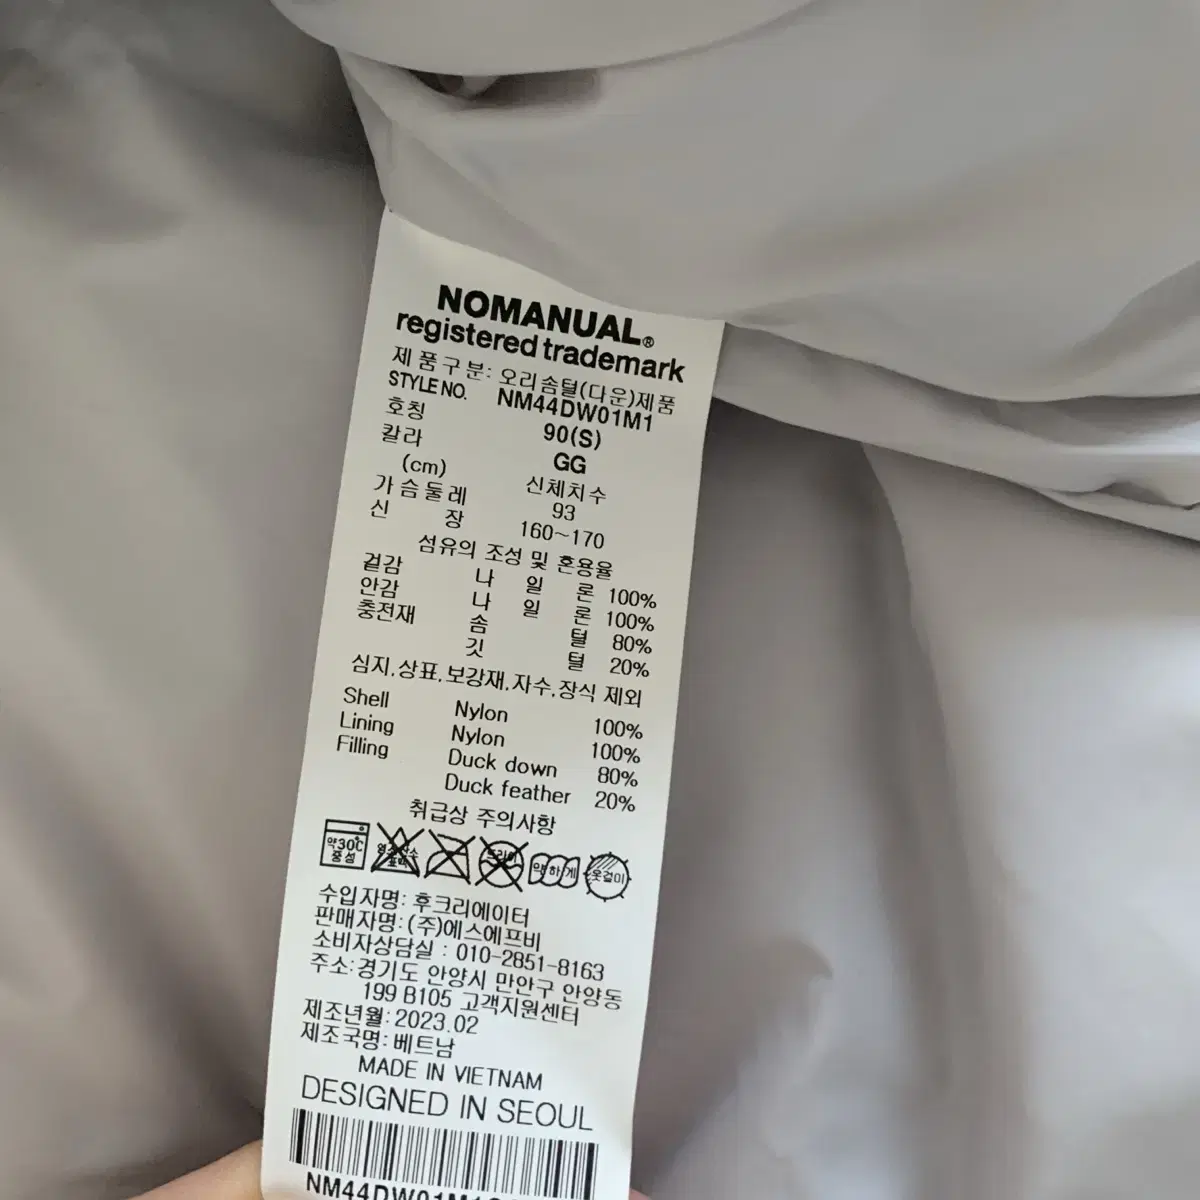 NOMANUAL®
registered trademark
제품구분: 오리솜털(다운)제품
STYLE NO. NM44DW01M1
호칭 90(S)
칼라 GG
(cm) 신체치수
가슴둘레 93
신 장 160~170
섬유의 조성 및 혼용율
겉감 나 일 론 100%
안감 나 일 론 100%
충전재 솜 털 80%
깃 털 20%
심지,상표,보강재,자수,장식 제외
Shell Nylon 100%
Lining Nylon 100%
Filling Duck down 80%
Duck feather 20%
취급상 주의사항
약30℃ 중성 염소산소 표백 드라이 약하게 옷걸이
수입자명: 후크리에이터
판매자명: (주)에스에프비
소비자상담실 : 010-2851-8163
주소:경기도 안양시 만안구 안양동
199 B105 고객지원센터
제조년월:2023.02
제조국명:베트남
MADE IN VIETNAM
DESIGNED IN SEOUL